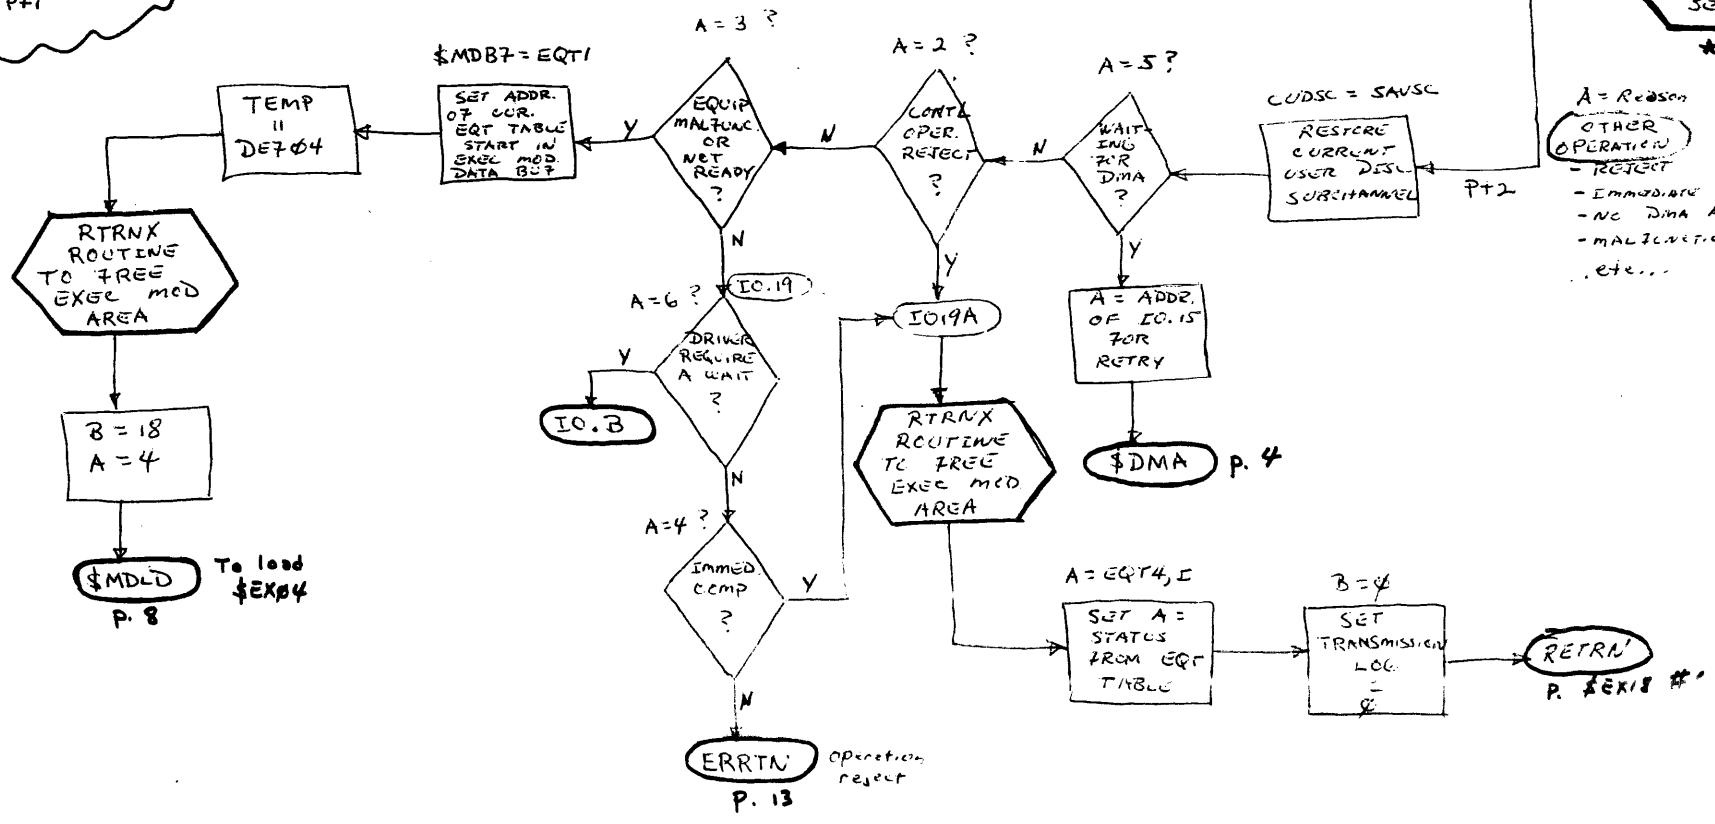 P+1
A = 3 ?
A = 2 ?
A = 5 ?
$MDB7 = EQT1
CUDSC = SAVSC
A = Reason
OTHER
OPERATION
- REJECT
- IMMEDIATE
- NO DMA
- MALFUNCTIO
. etc...
P+2
RESTORE
CURRENT
USER DISC
SUBCHANNEL
WAIT-
ING
FOR
DMA
?
N
Y
A = ADDR.
OF IO.15
FOR
RETRY
$DMA
P. 4
CONTL
OPER.
REJECT
?
N
Y
IO19A
RTRNX
ROUTINE
TO FREE
EXEC MOD
AREA
A = EQT4, I
SET A =
STATUS
FROM EQT
TABLE
B = 0
SET
TRANSMISSION
LOG
=
0
RETRN
P. $EX18 #
EQUIP
MALFUNC.
OR
NOT
READY
?
Y
N
SET ADDR.
OF CUR.
EQT TABLE
START IN
EXEC MOD.
DATA BUF
TEMP
=
DEF04
RTRNX
ROUTINE
TO FREE
EXEC MOD
AREA
B = 18
A = 4
$MDLD
To load
$EX04
P. 8
IO.19
A = 6 ?
DRIVER
REQUIRE
A WAIT
?
Y
IO.B
N
A = 4 ?
IMMED.
COMP
?
Y
N
ERRTN
operation
reject
P. 13